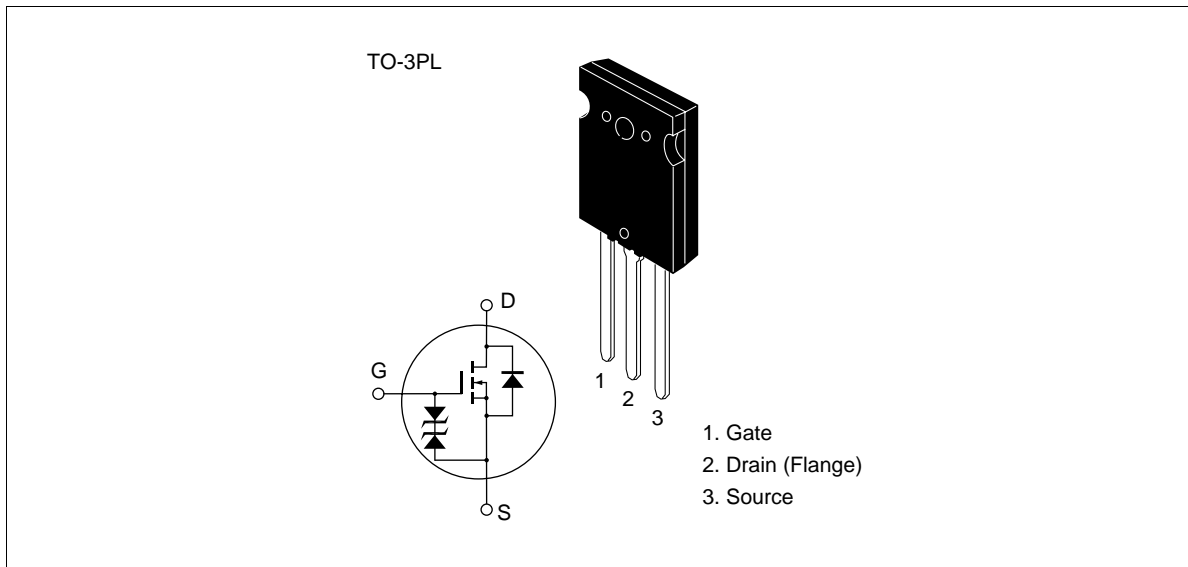 TO-3PL
D
G
S
1
2
3
1. Gate
2. Drain (Flange)
3. Source